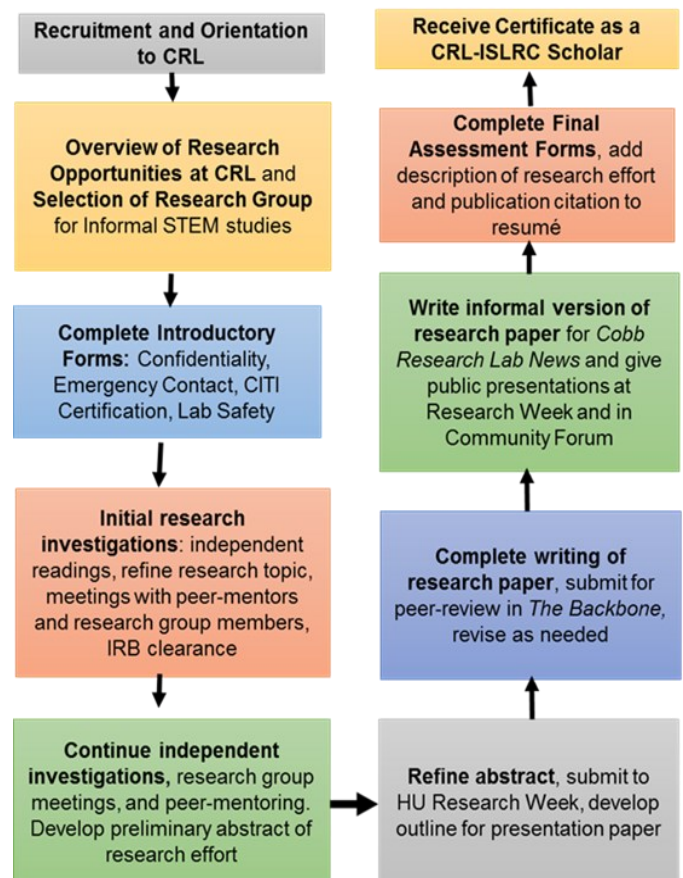 Recruitment and Orientation
to CRL
Overview of Research
Opportunities at CRL and
Selection of Research Group
for Informal STEM studies
Complete Introductory
Forms: Confidentiality,
Emergency Contact, CITI
Certification, Lab Safety
Initial research
investigations: independent
readings, refine research topic,
meetings with peer-mentors
and research group members,
IRB clearance
Continue independent
investigations, research group
meetings, and peer-mentoring.
Develop preliminary abstract of
research effort
Refine abstract, submit to
HU Research Week, develop
outline for presentation paper
Complete writing of
research paper, submit for
peer-review in The Backbone,
revise as needed
Write informal version of
research paper for Cobb
Research Lab News and give
public presentations at
Research Week and in
Community Forum
Complete Final
Assessment Forms, add
description of research effort
and publication citation to
resumé
Receive Certificate as a
CRL-ISLRC Scholar